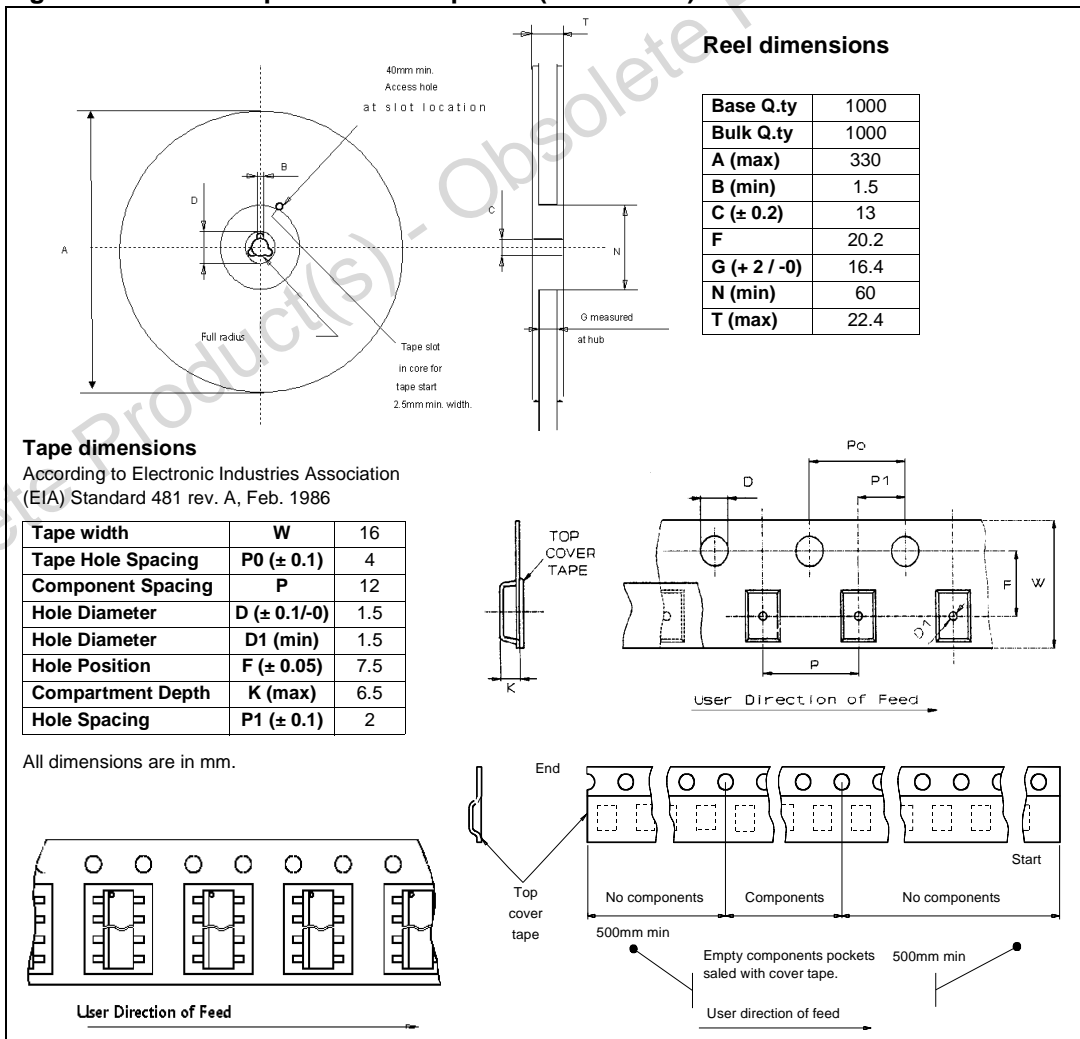 T
Reel dimensions
40mm min.
Access hole
at slot location
Base Q.ty 1000
Bulk Q.ty 1000
A (max) 330
B (min) 1.5
C (± 0.2) 13
F 20.2
G (+ 2 / -0) 16.4
N (min) 60
T (max) 22.4
B
D
C
A
N
Full radius
G measured
at hub
Tape slot
in core for
tape start
2.5mm min. width.
Tape dimensions
According to Electronic Industries Association
(EIA) Standard 481 rev. A, Feb. 1986
Tape width W 16
Tape Hole Spacing P0 (± 0.1) 4
Component Spacing P 12
Hole Diameter D (± 0.1/-0) 1.5
Hole Diameter D1 (min) 1.5
Hole Position F (± 0.05) 7.5
Compartment Depth K (max) 6.5
Hole Spacing P1 (± 0.1) 2
All dimensions are in mm.
Po
D
P1
TOP
COVER
TAPE
F
W
D1
K
P
User Direction of Feed
End
Start
Top
cover
tape
No components
Components
No components
500mm min
Empty components pockets
saled with cover tape.
500mm min
User direction of feed
User Direction of Feed
Obsolete Product(s) - Obsolete P